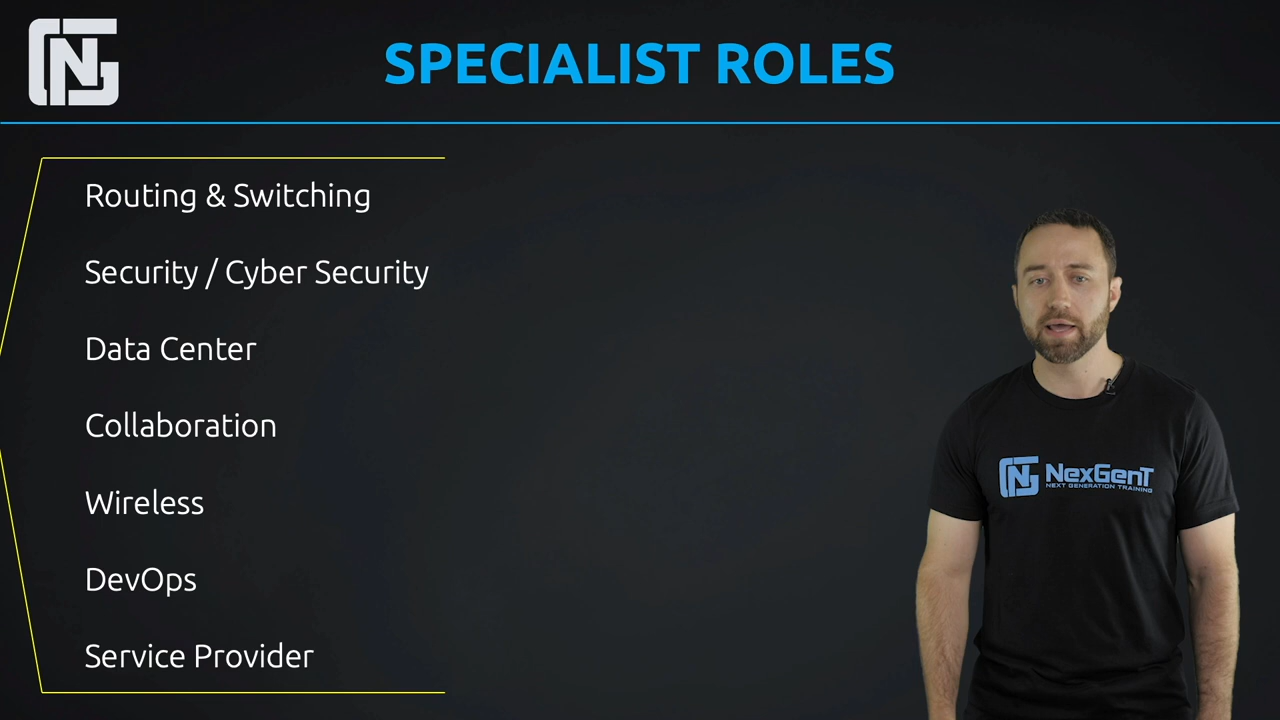 SPECIALIST ROLES
Routing & Switching
Security / Cyber Security
Data Center
Collaboration
Wireless
DevOps
Service Provider
NexGenT
NEXT GENERATION TRAINING